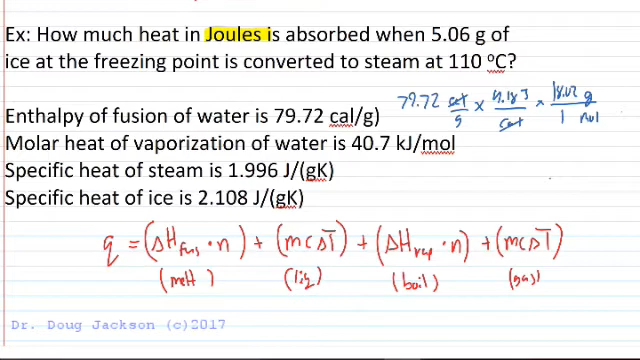 Ex: How much heat in Joules is absorbed when 5.06 g of
ice at the freezing point is converted to steam at 110 ºC?
79.72 cal/g × 4.183/cal × 18.02 g/1 mol
Enthalpy of fusion of water is 79.72 cal/g)
Molar heat of vaporization of water is 40.7 kJ/mol
Specific heat of steam is 1.996 J/(gK)
Specific heat of ice is 2.108 J/(gK)
q = (ΔHfus · n) + (mcΔT) + (ΔHvap · n) + (mcΔT)
(melt) (liq) (boil) (gas)
Dr. Doug Jackson (c)2017